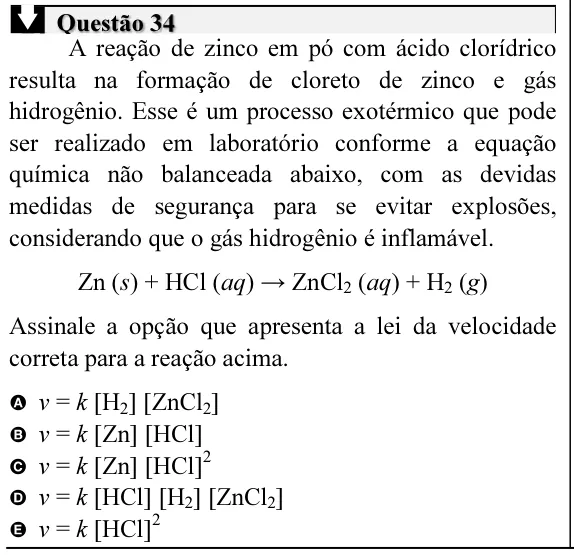 Questão 34
A reação de zinco em pó com ácido clorídrico
resulta na formação de cloreto de zinco e gás
hidrogênio. Esse é um processo exotérmico que pode
ser realizado em laboratório conforme a equação
química não balanceada abaixo, com as devidas
medidas de segurança para se evitar explosões,
considerando que o gás hidrogênio é inflamável.
Zn (s) + HCl (aq) → ZnCl₂ (aq) + H₂ (g)
Assinale a opção que apresenta a lei da velocidade
correta para a reação acima.
A v = k [H₂] [ZnCl₂]
B v = k [Zn] [HCl]
C v = k [Zn] [HCl]²
D v = k [HCl] [H₂] [ZnCl₂]
E v = k [HCl]²